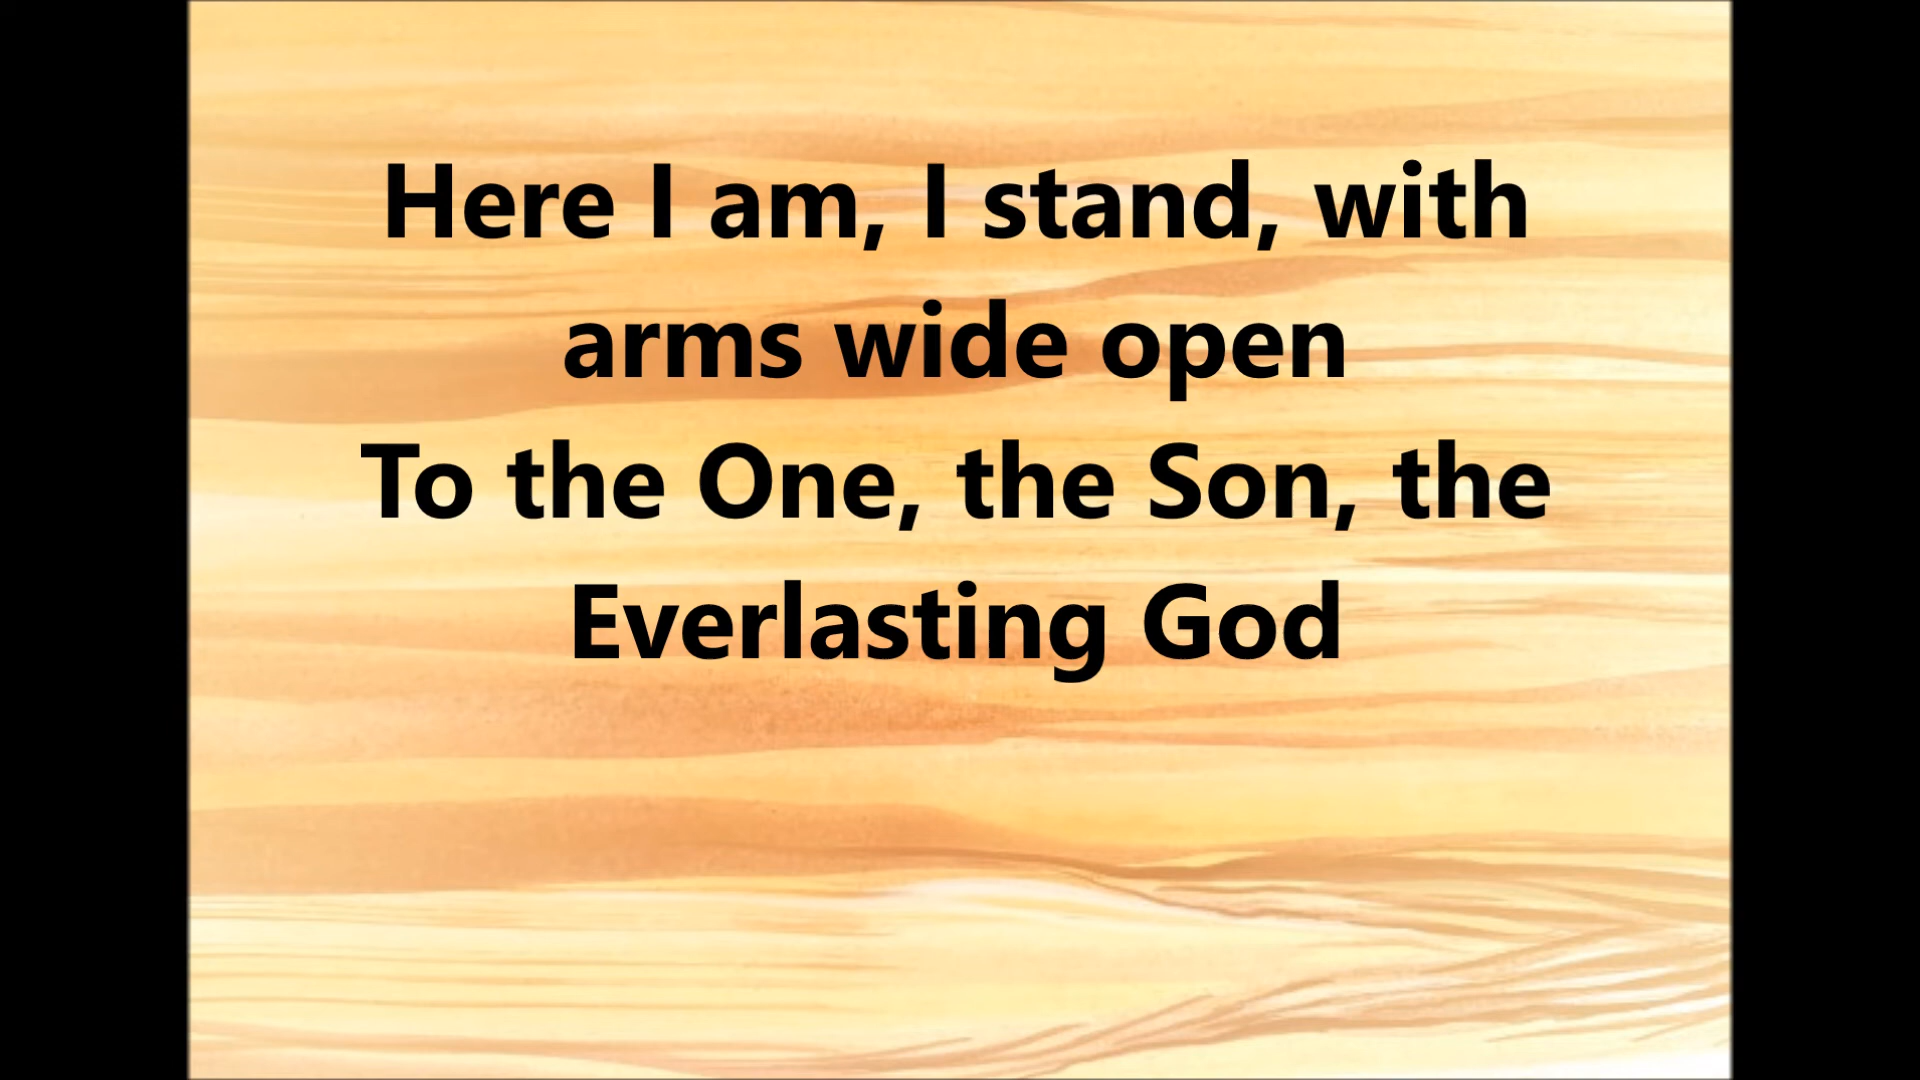 Here I am, I stand, with
arms wide open
To the One, the Son, the
Everlasting God